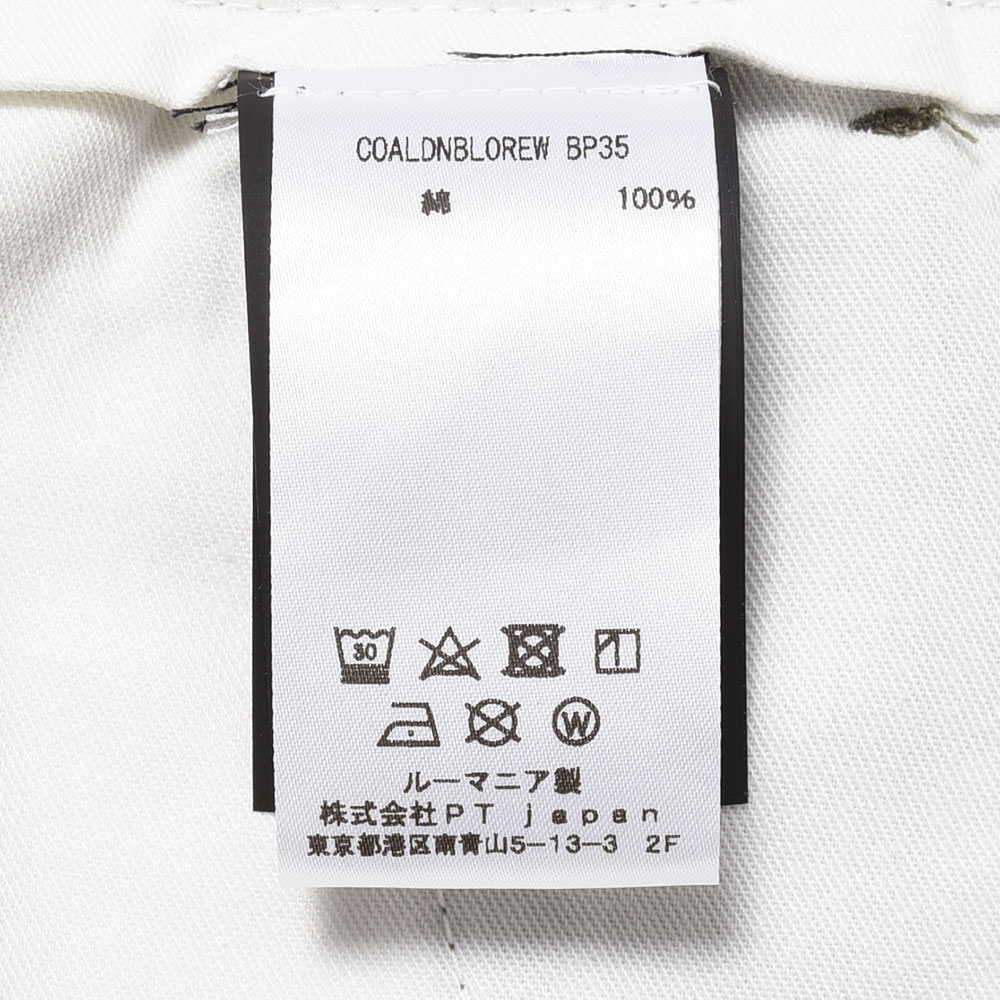 COALDNBLOREW BP35
綿 100%
30
W
ルーマニア製
株式会社PT japan
東京都港区南青山5-13-3 2F